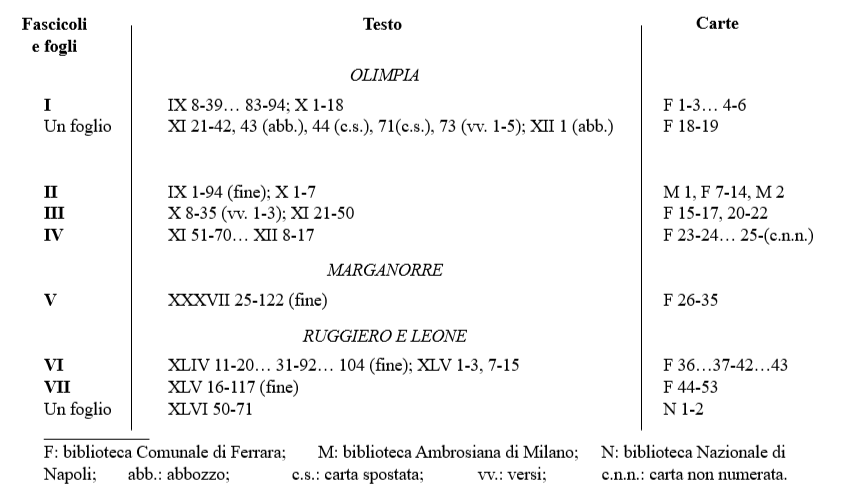 Fascicoli e fogli Testo Carte
OLIMPIA
I IX 8-39… 83-94; X 1-18 F 1-3… 4-6
Un foglio XI 21-42, 43 (abb.), 44 (c.s.), 71(c.s.), 73 (vv. 1-5); XII 1 (abb.) F 18-19
II IX 1-94 (fine); X 1-7 M 1, F 7-14, M 2
III X 8-35 (vv. 1-3); XI 21-50 F 15-17, 20-22
IV XI 51-70… XII 8-17 F 23-24… 25-(c.n.n.)
MARGANORRE
V XXXVII 25-122 (fine) F 26-35
RUGGIERO E LEONE
VI XLIV 11-20… 31-92… 104 (fine); XLV 1-3, 7-15 F 36…37-42…43
VII XLV 16-117 (fine) F 44-53
Un foglio XLVI 50-71 N 1-2
F: biblioteca Comunale di Ferrara; M: biblioteca Ambrosiana di Milano; N: biblioteca Nazionale di
Napoli; abb.: abbozzo; c.s.: carta spostata; vv.: versi; c.n.n.: carta non numerata.